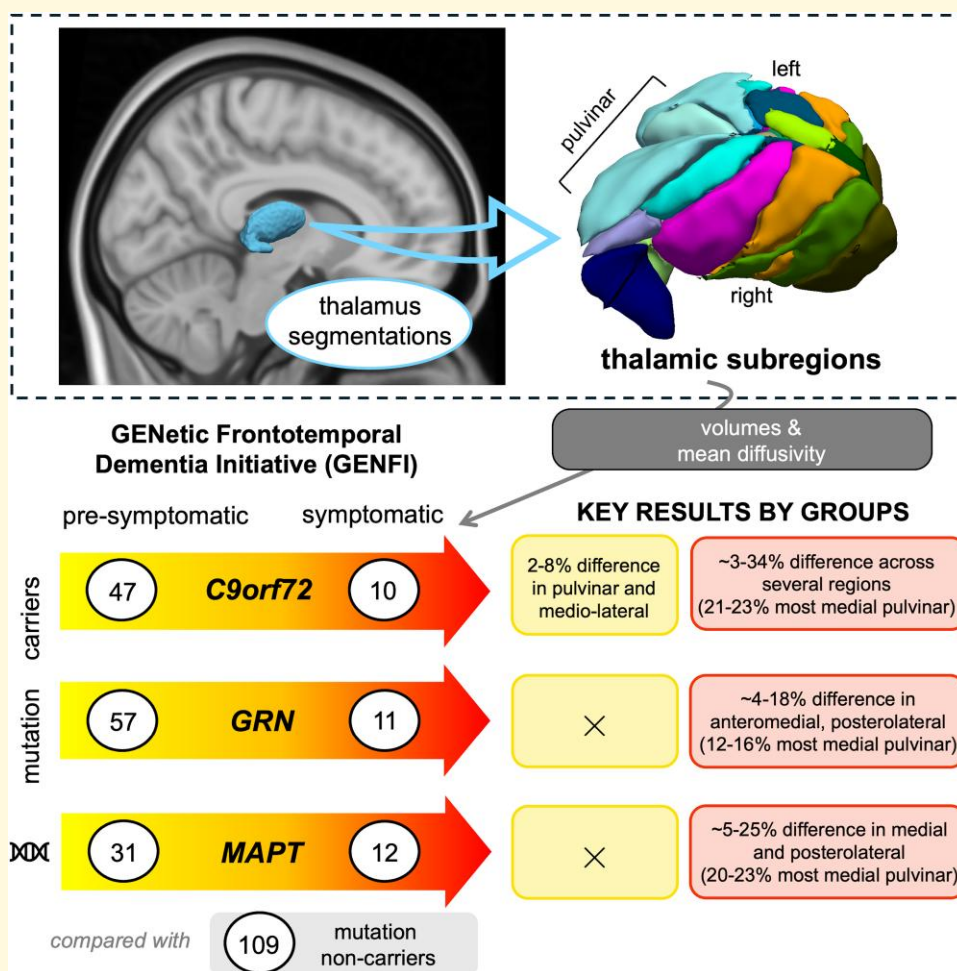 pulvinar
left
right
thalamus
segmentations
thalamic subregions
volumes &
mean diffusivity
GENetic Frontotemporal
Dementia Initiative (GENFI)
pre-symptomatic
symptomatic
KEY RESULTS BY GROUPS
mutation carriers
47
C9orf72
10
2-8% difference
in pulvinar and
medio-lateral
~3-34% difference across
several regions
(21-23% most medial pulvinar)
57
GRN
11
×
~4-18% difference in
anteromedial, posterolateral
(12-16% most medial pulvinar)
31
MAPT
12
×
~5-25% difference in medial
and posterolateral
(20-23% most medial pulvinar)
compared with
109
mutation
non-carriers